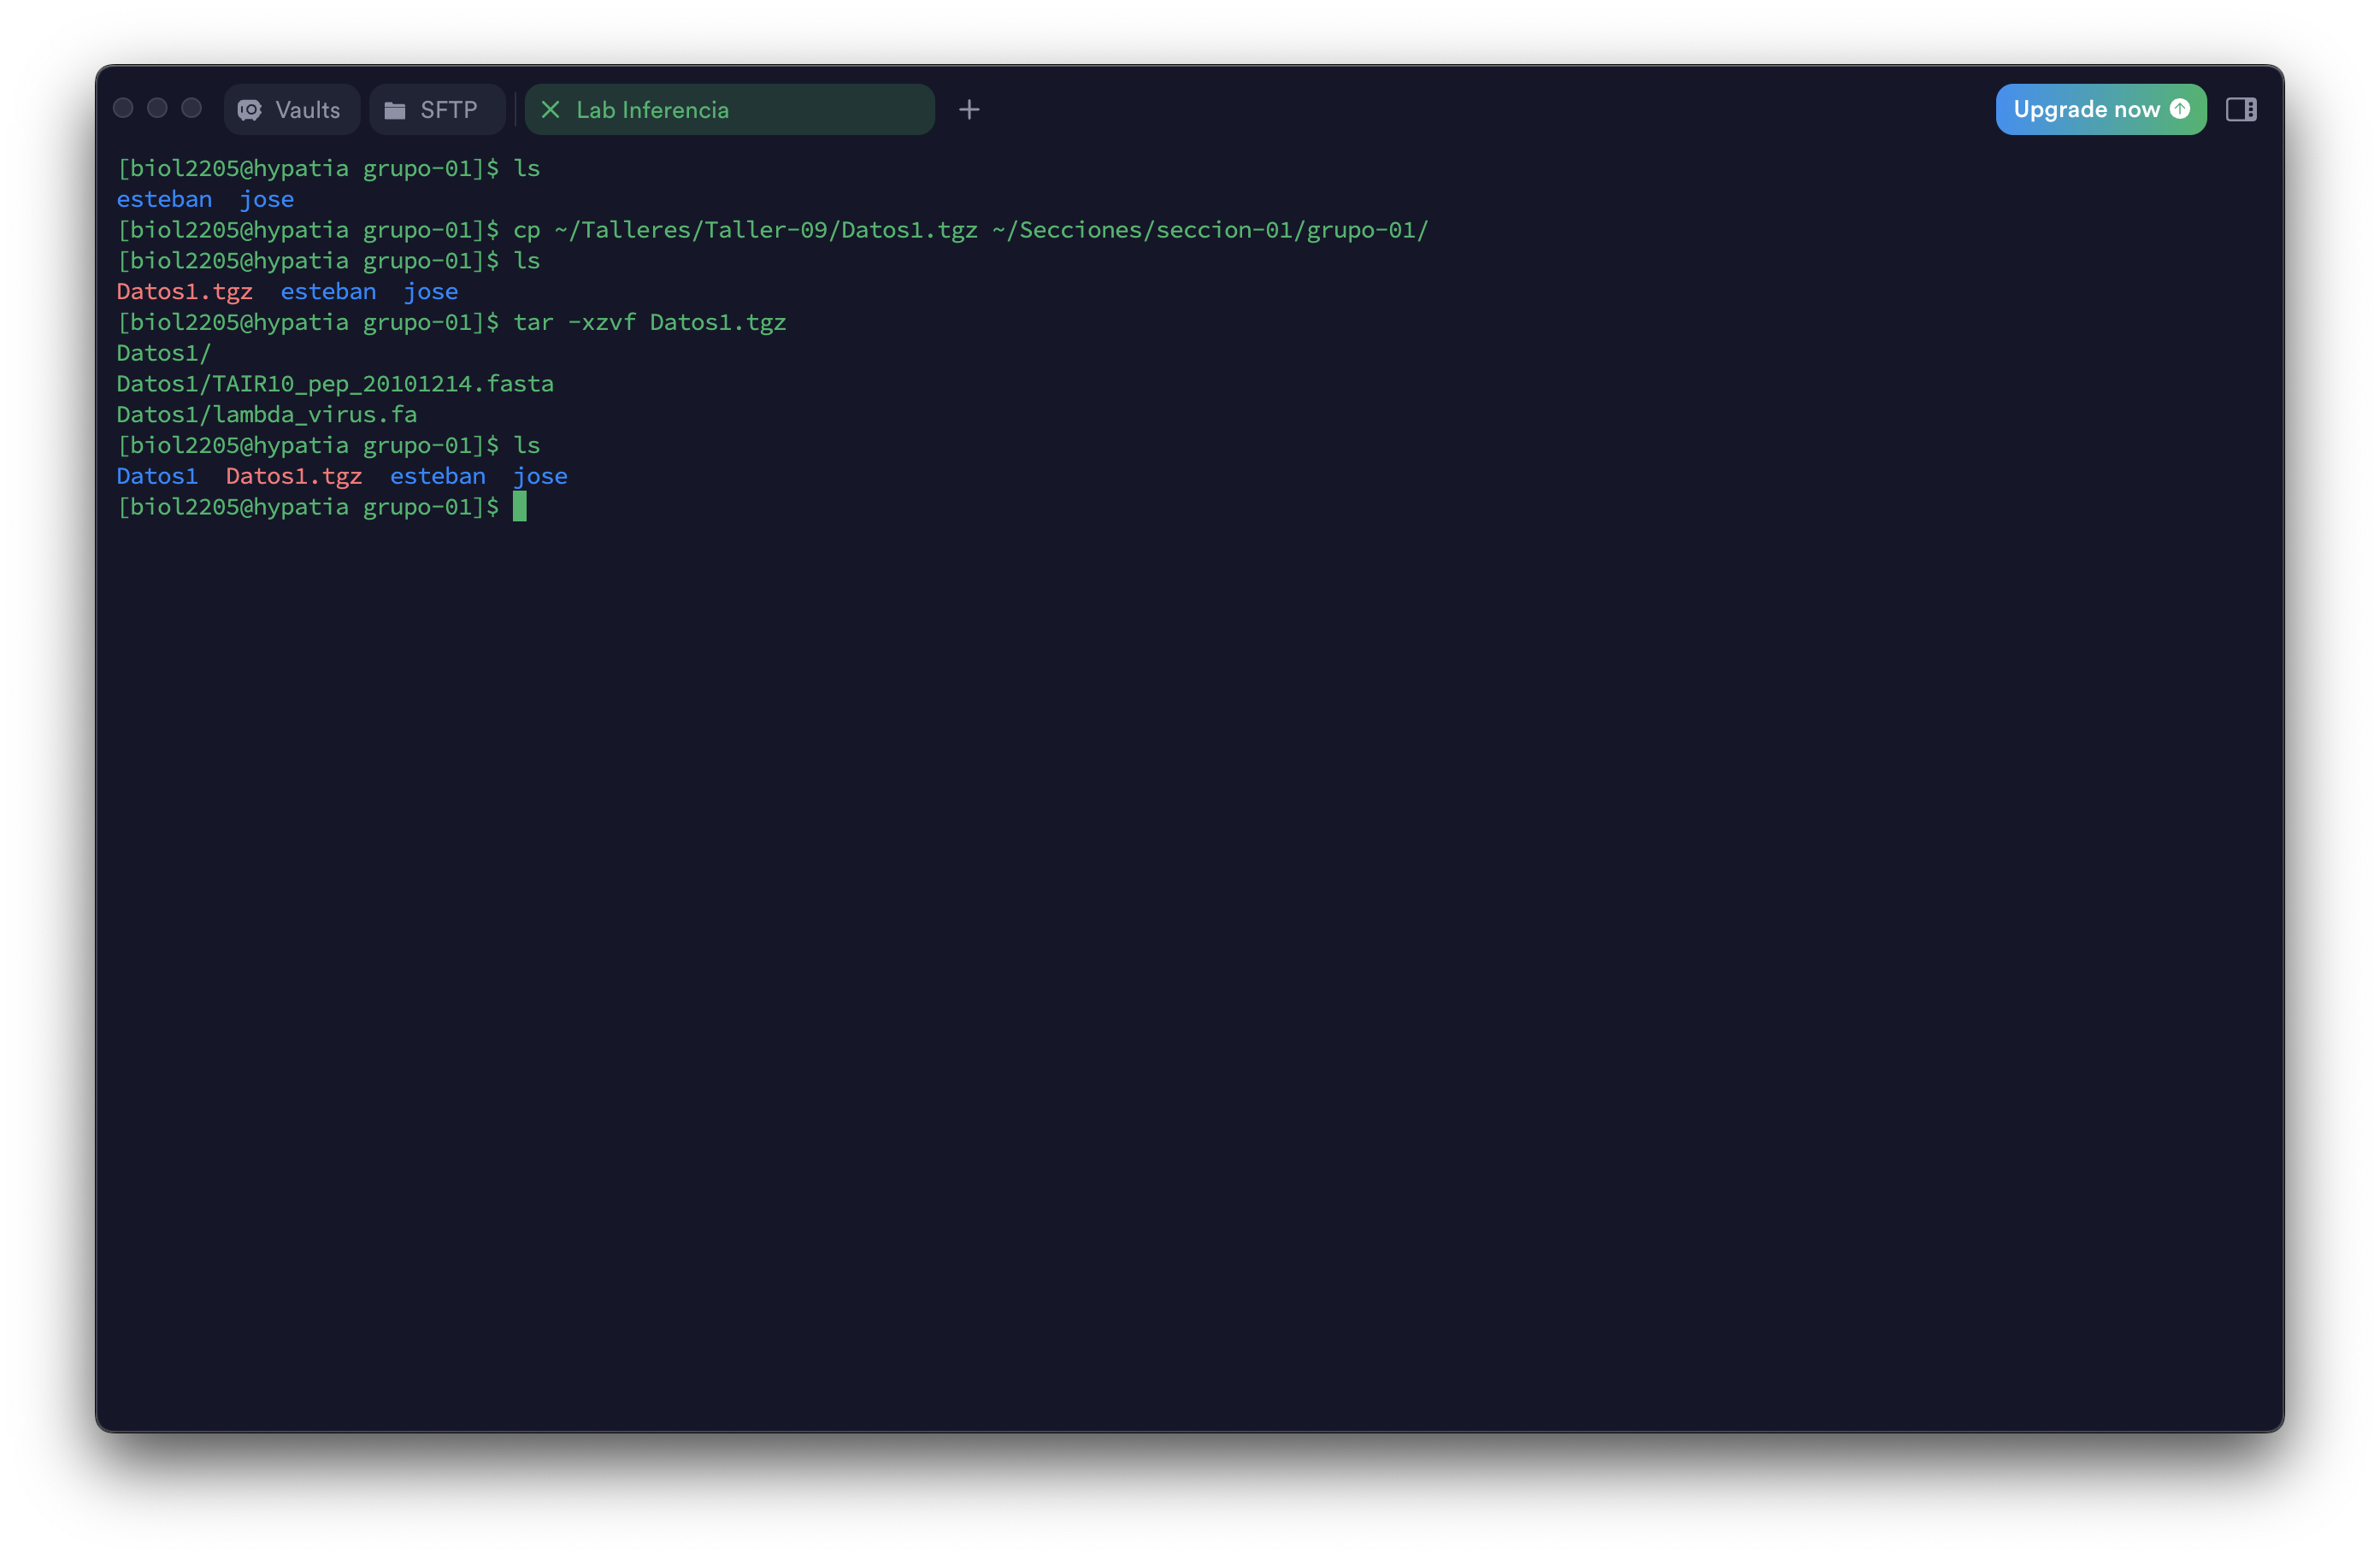 Vaults SFTP Lab Inferencia Upgrade now
[biol2205@hypatia grupo-01]$ ls
esteban  jose
[biol2205@hypatia grupo-01]$ cp ~/Talleres/Taller-09/Datos1.tgz ~/Secciones/seccion-01/grupo-01/
[biol2205@hypatia grupo-01]$ ls
Datos1.tgz  esteban  jose
[biol2205@hypatia grupo-01]$ tar -xzvf Datos1.tgz
Datos1/
Datos1/TAIR10_pep_20101214.fasta
Datos1/lambda_virus.fa
[biol2205@hypatia grupo-01]$ ls
Datos1  Datos1.tgz  esteban  jose
[biol2205@hypatia grupo-01]$